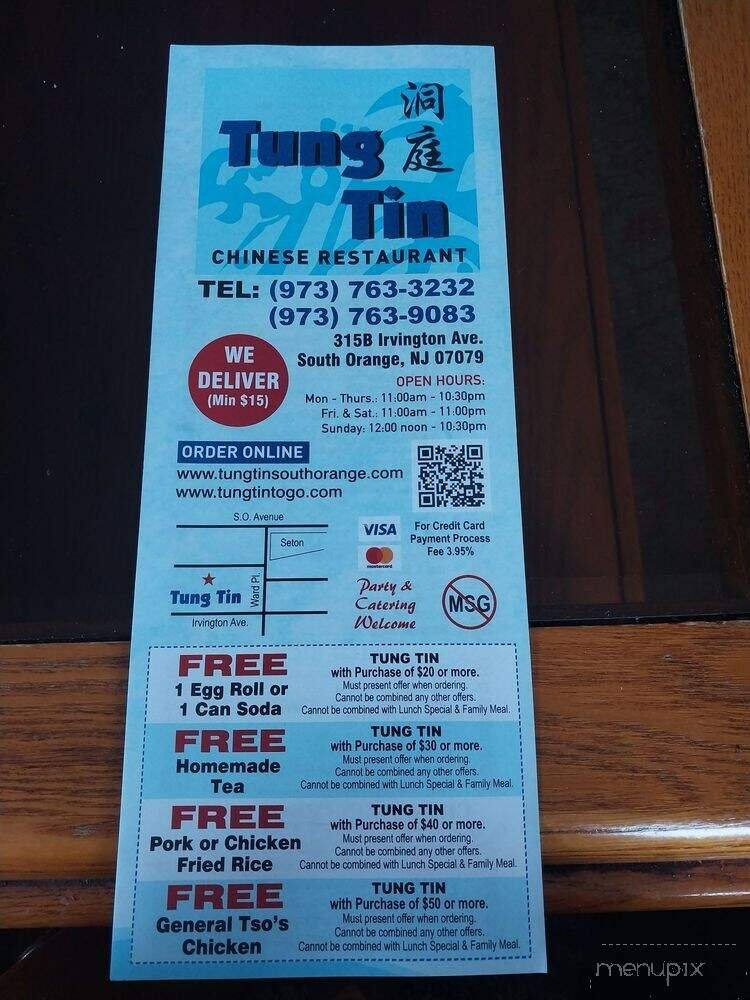 洞庭
Tung
Tin
CHINESE RESTAURANT
TEL: (973) 763-3232
(973) 763-9083
315B Irvington Ave.
South Orange, NJ 07079
WE
DELIVER
(Min $15)
OPEN HOURS:
Mon - Thurs.: 11:00am - 10:30pm
Fri. & Sat.: 11:00am - 11:00pm
Sunday: 12:00 noon - 10:30pm
ORDER ONLINE
www.tungtinsouthorange.com
www.tungtintogo.com
S.O. Avenue
Seton
Ward Pl.
Tung Tin
Irvington Ave.
VISA
mastercard
For Credit Card
Payment Process
Fee 3.95%
Party &
Catering
Welcome
MSG
FREE
1 Egg Roll or
1 Can Soda
TUNG TIN
with Purchase of $20 or more.
Must present offer when ordering.
Cannot be combined any other offers.
Cannot be combined with Lunch Special & Family Meal.
FREE
Homemade
Tea
TUNG TIN
with Purchase of $30 or more.
Must present offer when ordering.
Cannot be combined any other offers.
Cannot be combined with Lunch Special & Family Meal.
FREE
Pork or Chicken
Fried Rice
TUNG TIN
with Purchase of $40 or more.
Must present offer when ordering.
Cannot be combined any other offers.
Cannot be combined with Lunch Special & Family Meal.
FREE
General Tso's
Chicken
TUNG TIN
with Purchase of $50 or more.
Must present offer when ordering.
Cannot be combined any other offers.
Cannot be combined with Lunch Special & Family Meal.
menupix